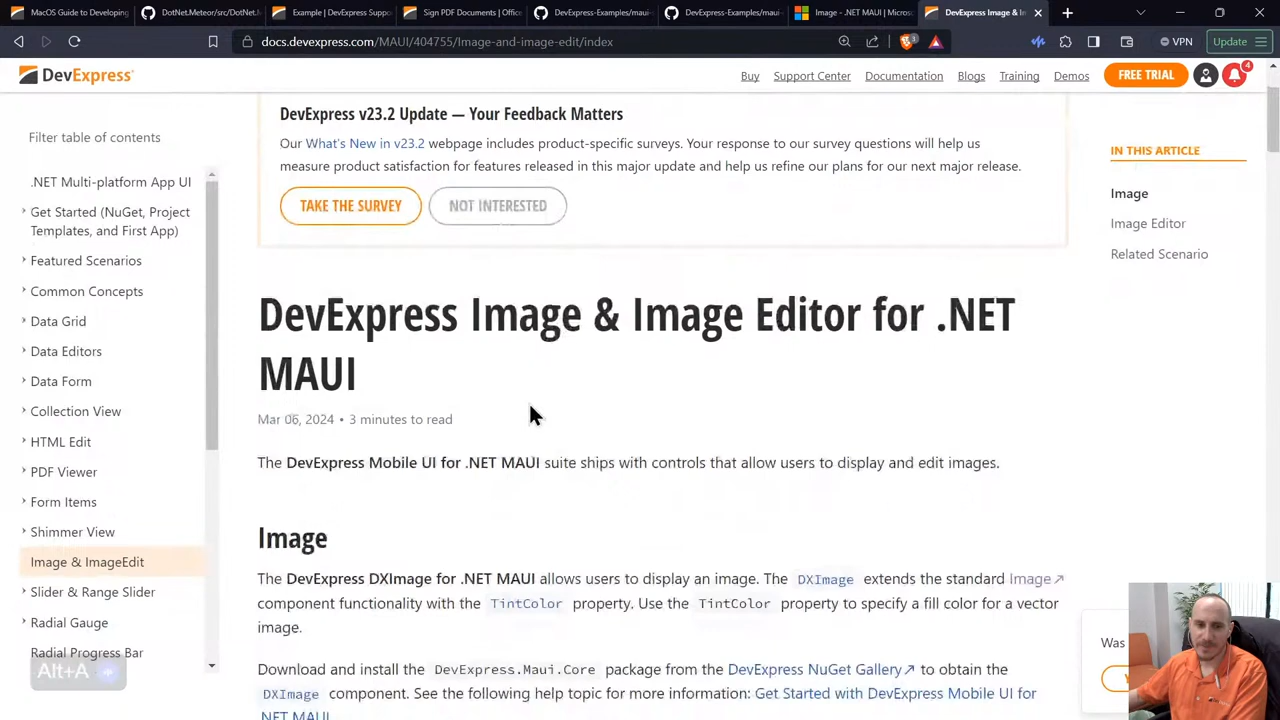 MacOS Guide to Developing
DotNet.Meteor/src/DotNet.M
Example | DevExpress Suppo
Sign PDF Documents | Office
DevExpress-Examples/maui-
DevExpress-Examples/maui-
Image - .NET MAUI | Microso
DevExpress Image & I
docs.devexpress.com/MAUI/404755/Image-and-image-edit/index
3
VPN
Update
DevExpress
Buy
Support Center
Documentation
Blogs
Training
Demos
FREE TRIAL
4
Filter table of contents
.NET Multi-platform App UI
Get Started (NuGet, Project
Templates, and First App)
Featured Scenarios
Common Concepts
Data Grid
Data Editors
Data Form
Collection View
HTML Edit
PDF Viewer
Form Items
Shimmer View
Image & ImageEdit
Slider & Range Slider
Radial Gauge
Radial Progress Bar
Alt+A
DevExpress v23.2 Update — Your Feedback Matters
Our What's New in v23.2 webpage includes product-specific surveys. Your response to our survey questions will help us
measure product satisfaction for features released in this major update and help us refine our plans for our next major release.
TAKE THE SURVEY
NOT INTERESTED
DevExpress Image & Image Editor for .NET
MAUI
Mar 06, 2024 • 3 minutes to read
The DevExpress Mobile UI for .NET MAUI suite ships with controls that allow users to display and edit images.
Image
The DevExpress DXImage for .NET MAUI allows users to display an image. The DXImage extends the standard Image
component functionality with the TintColor property. Use the TintColor property to specify a fill color for a vector
image.
Download and install the DevExpress.Maui.Core package from the DevExpress NuGet Gallery to obtain the
DXImage component. See the following help topic for more information: Get Started with DevExpress Mobile UI for
.NET MAUI.
IN THIS ARTICLE
Image
Image Editor
Related Scenario
Was